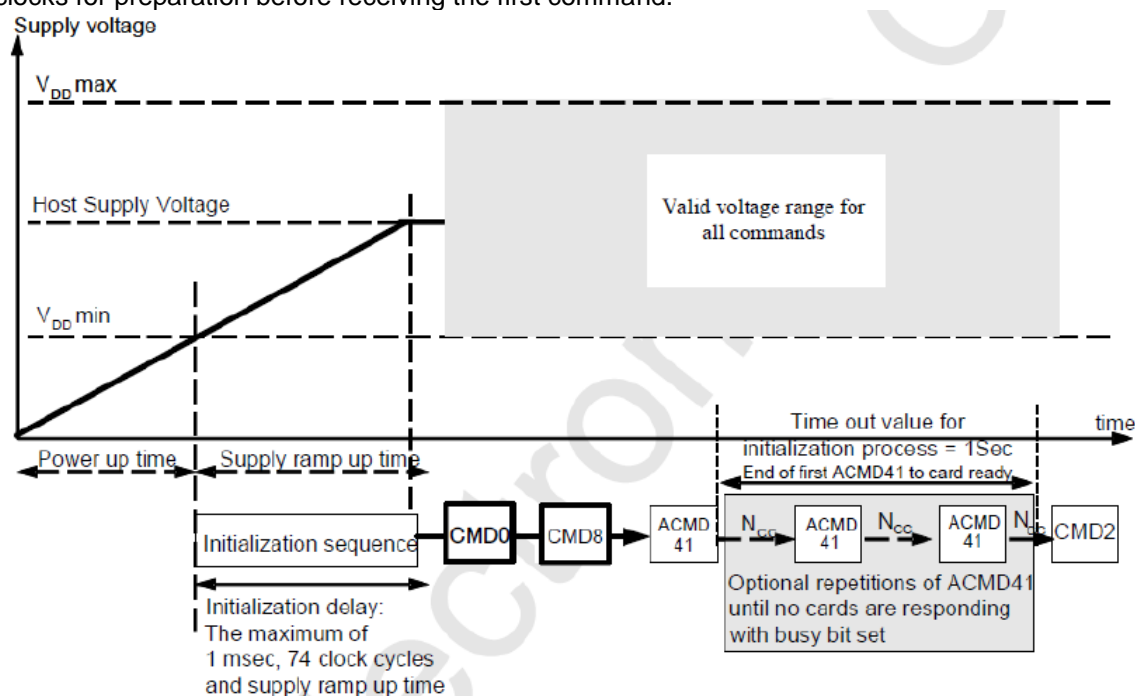 clocks for preparation before receiving the first command.
Supply voltage
V_DD max
Host Supply Voltage
Valid voltage range for
all commands
V_DD min
Time out value for
time
initialization process = 1Sec
End of first ACMD41 to card ready
Power up time
Supply ramp up time
Initialization sequence
CMD0
CMD8
ACMD
41
N_CC
ACMD
41
N_CC
ACMD
41
N_CC
CMD2
Optional repetitions of ACMD41
until no cards are responding
with busy bit set
Initialization delay:
The maximum of
1 msec, 74 clock cycles
and supply ramp up time